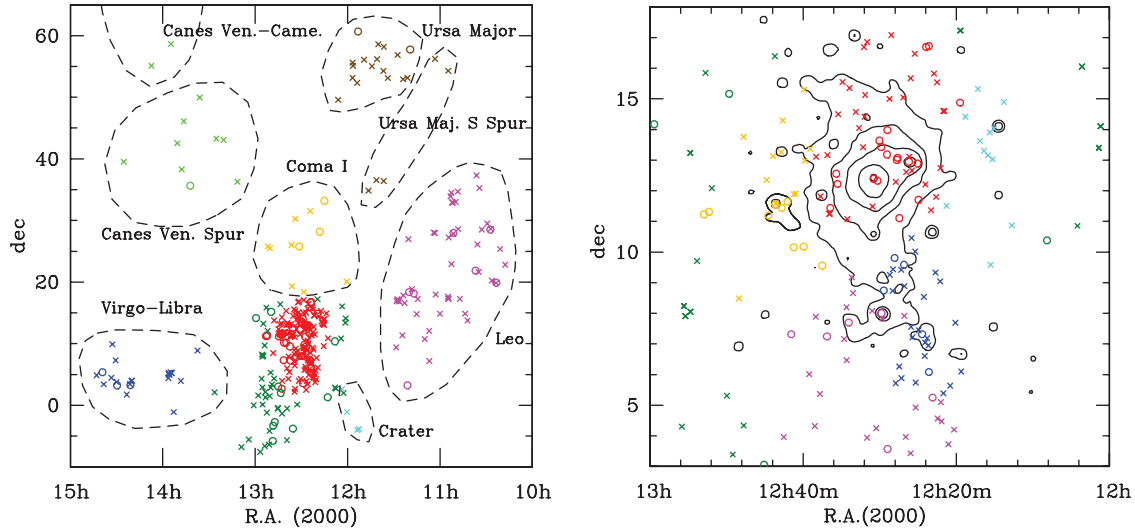 Canes Ven.-Came.
Ursa Major
Ursa Maj. S Spur
Coma I
Canes Ven. Spur
Virgo-Libra
Leo
Crater
60
40
20
0
dec
15h
14h
13h
12h
11h
10h
R.A. (2000)
15
10
5
dec
13h
12h40m
12h20m
12h
R.A.(2000)